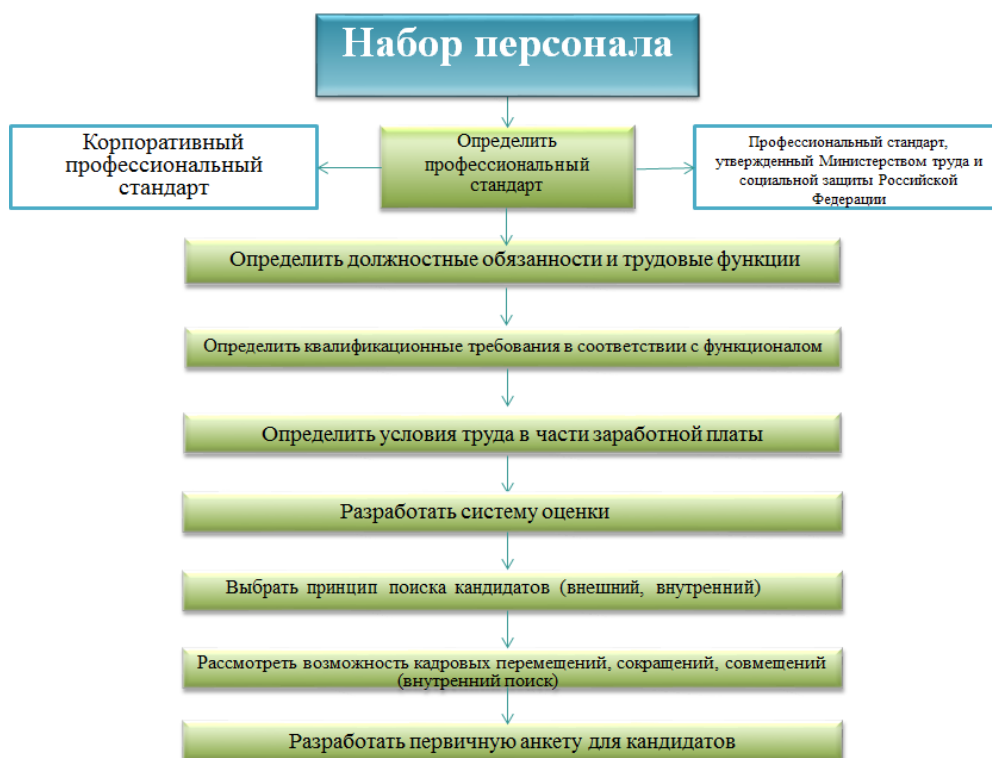 Набор персонала
Корпоративный
профессиональный
стандарт
Определить
профессиональный
стандарт
Профессиональный стандарт,
утвержденный Министерством труда и
социальной защиты Российской
Федерации
Определить должностные обязанности и трудовые функции
Определить квалификационные требования в соответствии с функционалом
Определить условия труда в части заработной платы
Разработать систему оценки
Выбрать принцип поиска кандидатов (внешний, внутренний)
Рассмотреть возможность кадровых перемещений, сокращений, совмещений
(внутренний поиск)
Разработать первичную анкету для кандидатов